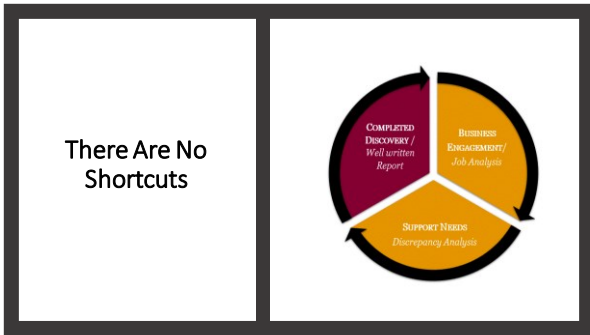 There Are No
Shortcuts
COMPLETED
DISCOVERY /
Well written
Report
BUSINESS
ENGAGEMENT/
Job Analysis
SUPPORT NEEDS
Discrepancy Analysis